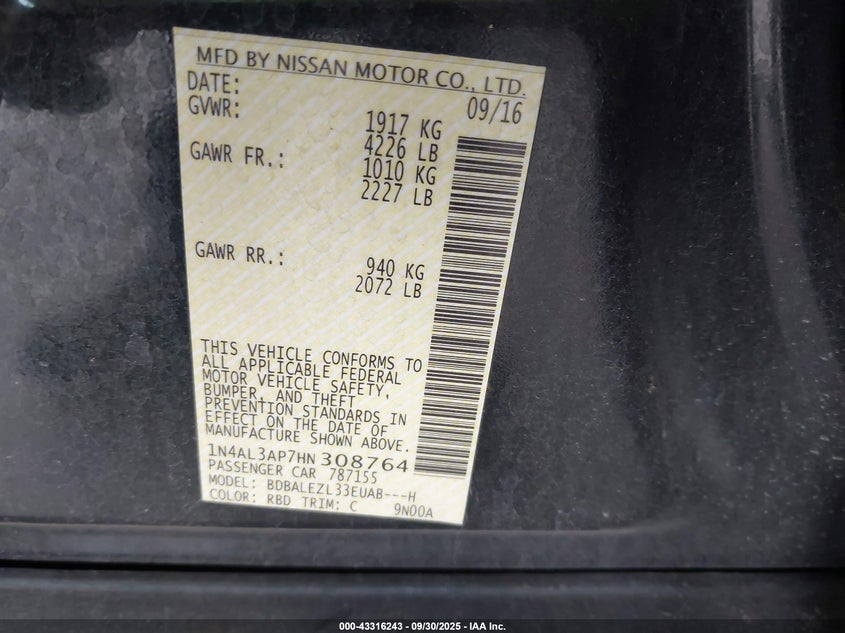 MFD BY NISSAN MOTOR CO., LTD.
DATE: 09/16
GVWR: 1917 KG
4226 LB
GAWR FR.: 1010 KG
2227 LB
GAWR RR.: 940 KG
2072 LB
THIS VEHICLE CONFORMS TO
ALL APPLICABLE FEDERAL
MOTOR VEHICLE SAFETY,
BUMPER, AND THEFT
PREVENTION STANDARDS IN
EFFECT ON THE DATE OF
MANUFACTURE SHOWN ABOVE.
1N4AL3AP7HN 308764
PASSENGER CAR 787155
MODEL: BDBALEZL33EUAB---H
COLOR: RBD TRIM: C 9N00A
000-43316243 - 09/30/2025 - IAA Inc.